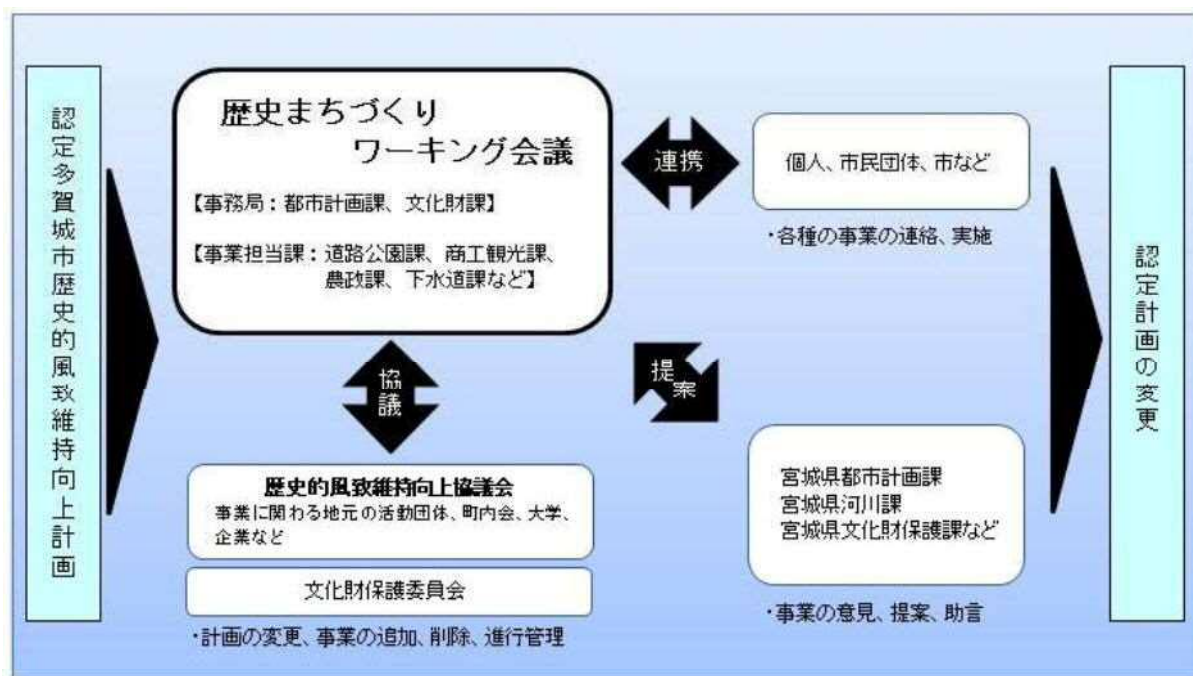 認定多賀城市歴史的風致維持向上計画
歴史まちづくり
ワーキング会議
【事務局：都市計画課、文化財課】
【事業担当課：道路公園課、商工観光課、
農政課、下水道課など】
連携
個人、市民団体、市など
・各種の事業の連絡、実施
協議
提案
歴史的風致維持向上協議会
事業に関わる地元の活動団体、町内会、大学、
企業など
文化財保護委員会
・計画の変更、事業の追加、削除、進行管理
宮城県都市計画課
宮城県河川課
宮城県文化財保護課など
・事業の意見、提案、助言
認定計画の変更